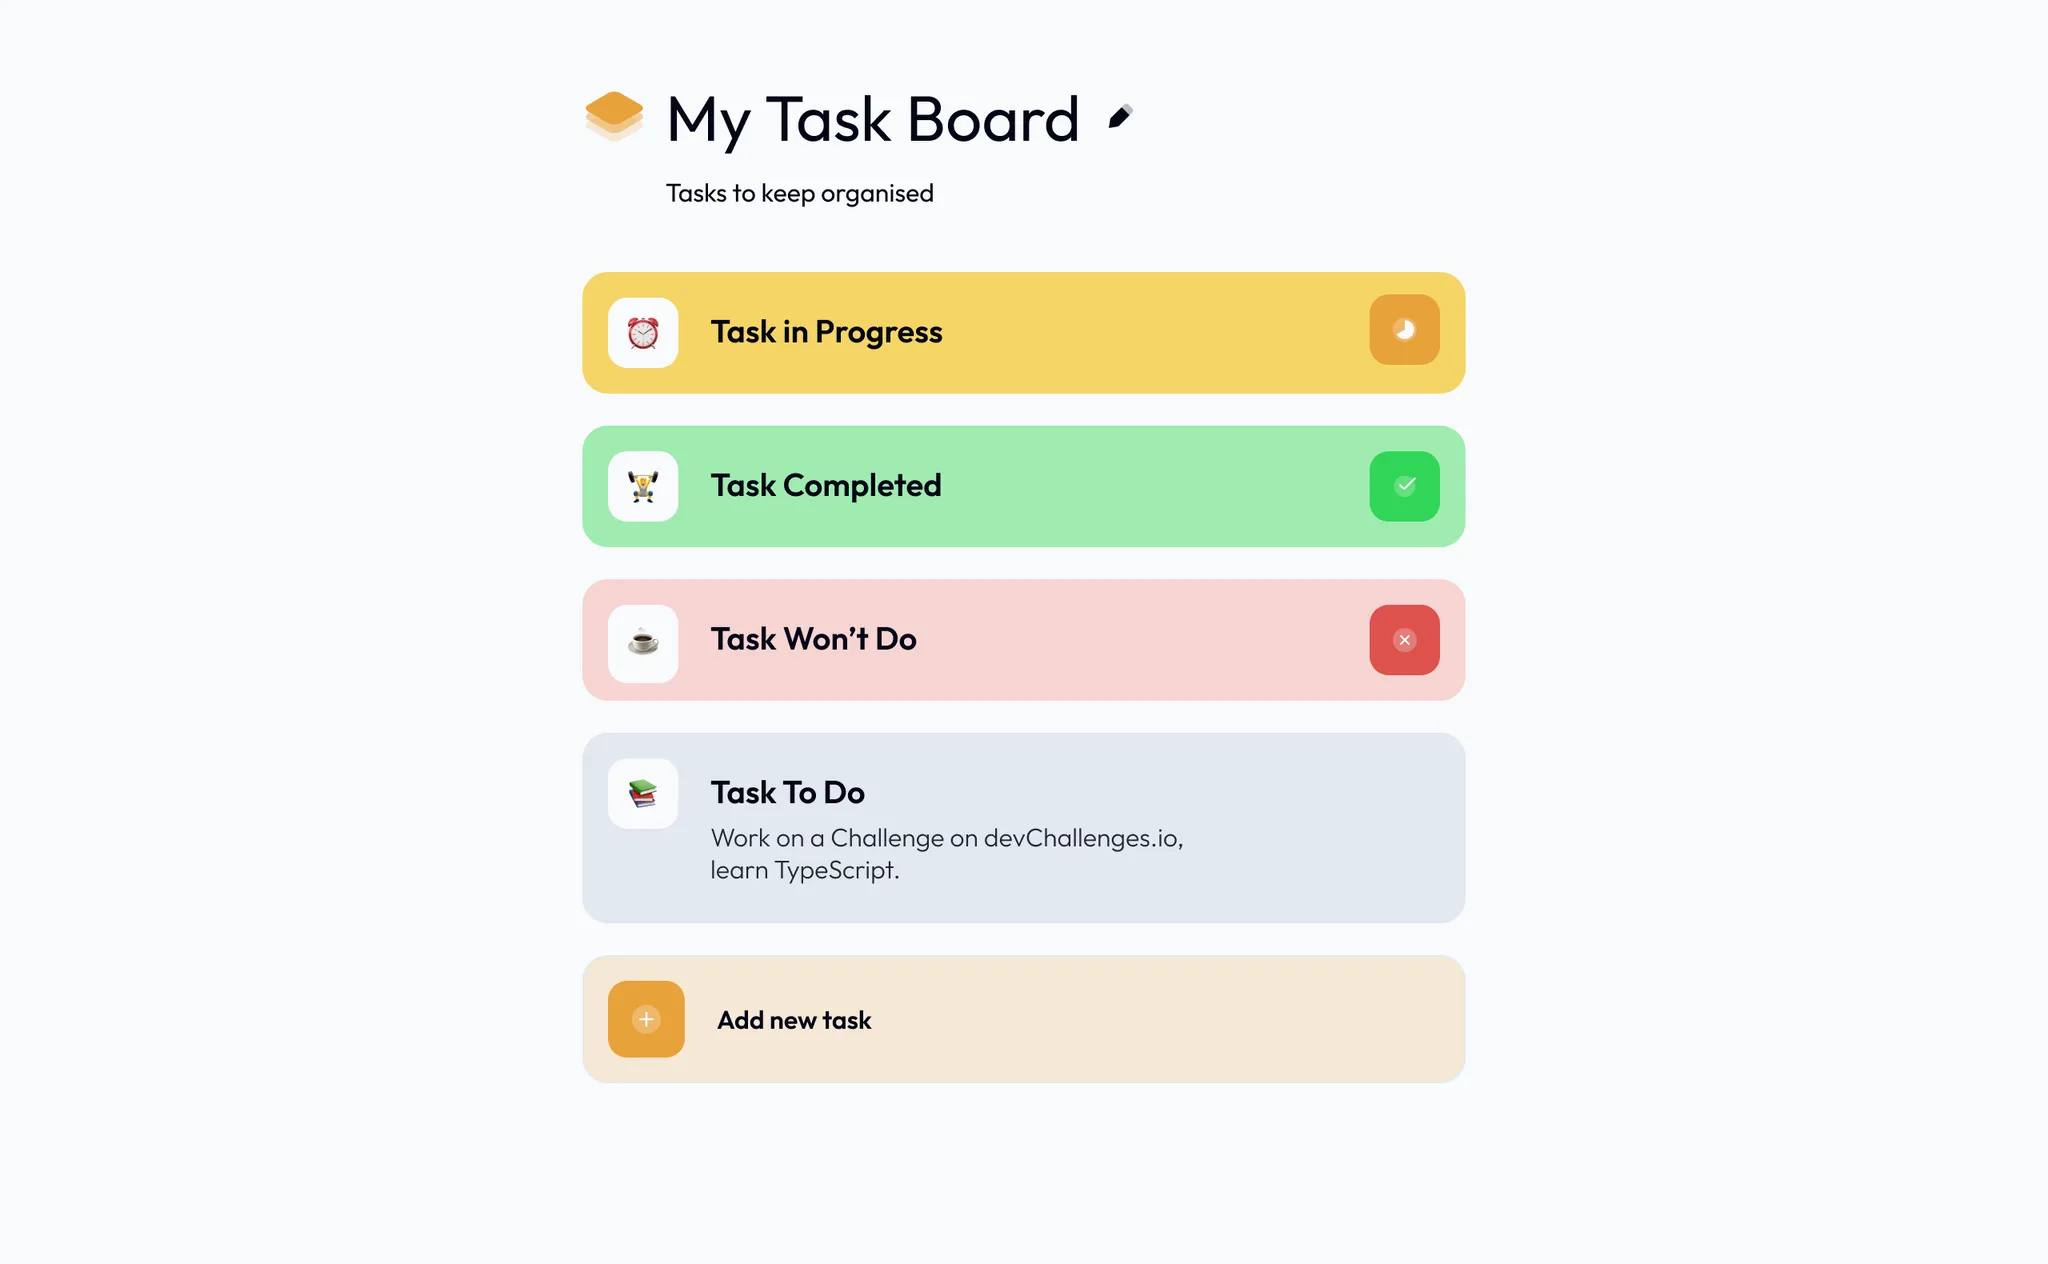 My Task Board
Tasks to keep organised
Task in Progress
Task Completed
Task Won’t Do
Task To Do
Work on a Challenge on devChallenges.io,
learn TypeScript.
Add new task